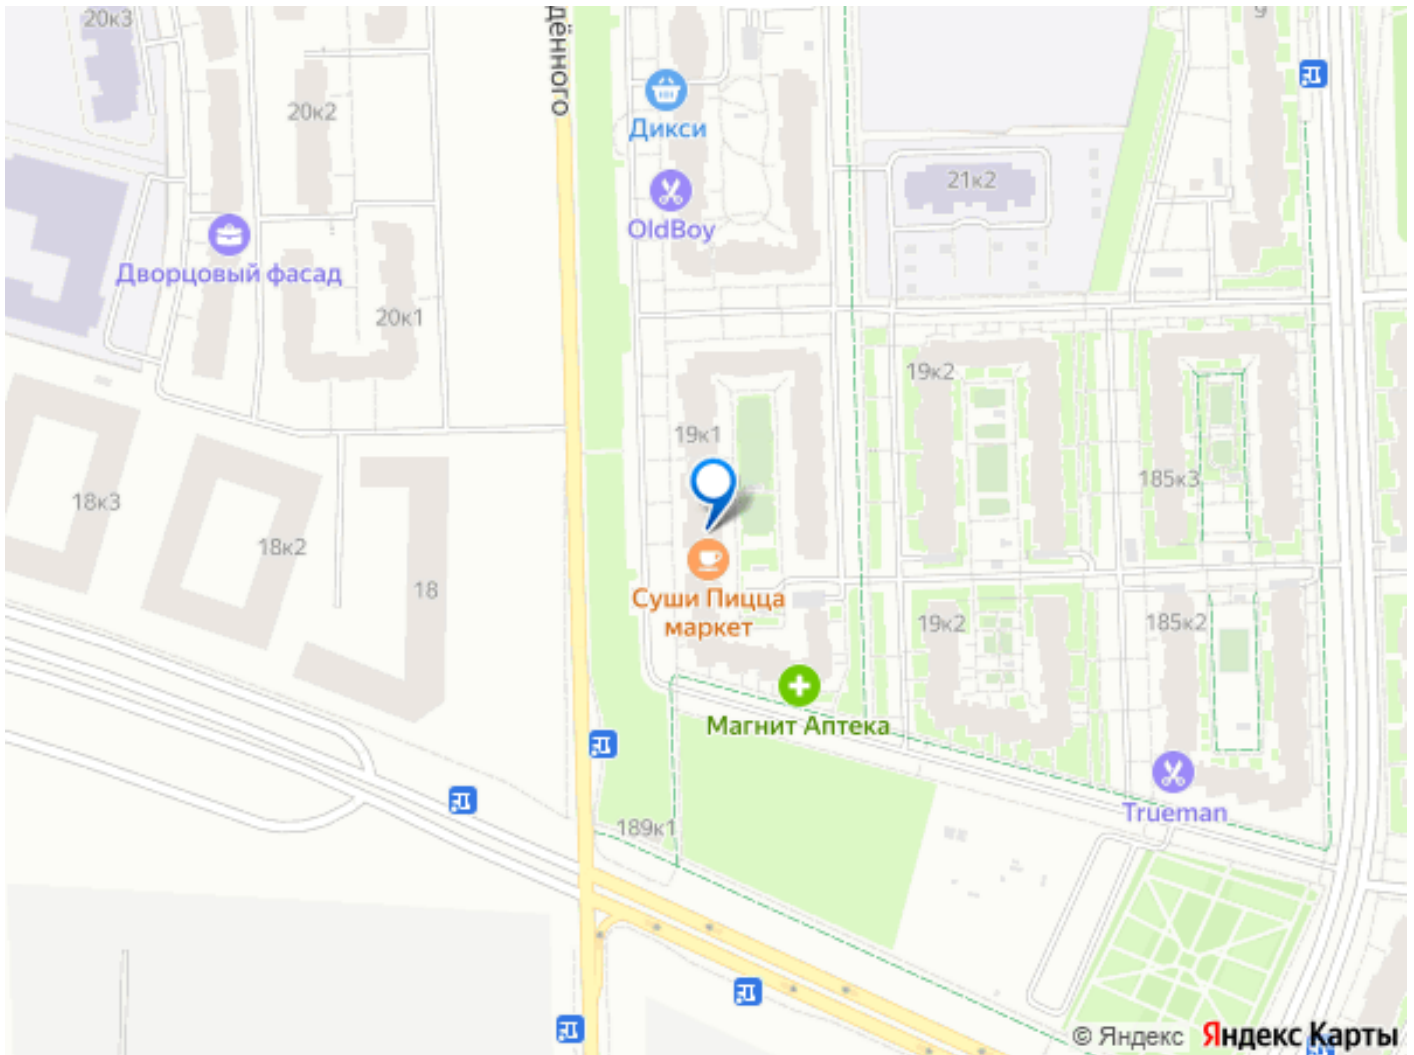 20к3
дённого
9
Дикси
20к2
21к2
OldBoy
Дворцовый фасад
20к1
19к2
19к1
185к3
18к3
18к2
18
Суши Пицца
маркет
19к2
185к2
Магнит Аптека
Trueman
189к1
© Яндекс Яндекс Карты